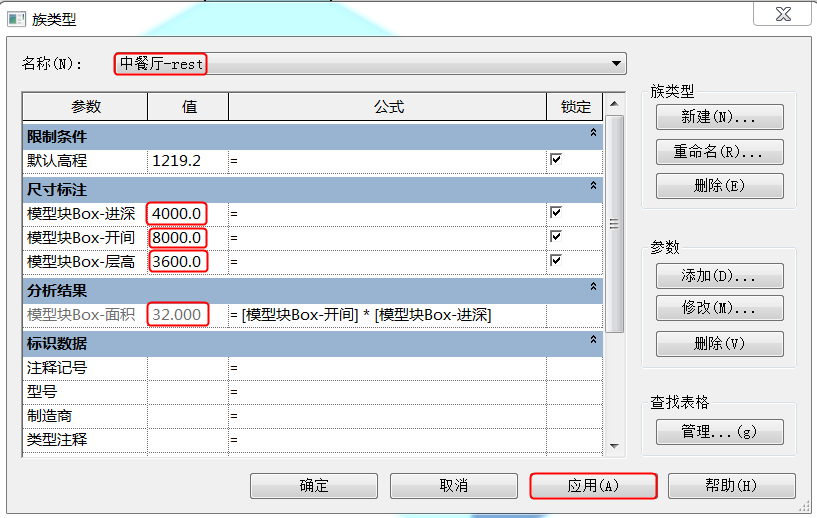 族类型
名称(N): 中餐厅-rest
参数 值 公式 锁定
限制条件
默认高程 1219.2 =
尺寸标注
模型块Box-进深 4000.0 =
模型块Box-开间 8000.0 =
模型块Box-层高 3600.0 =
分析结果
模型块Box-面积 32.000 = [模型块Box-开间] * [模型块Box-进深]
标识数据
注释记号 =
型号 =
制造商 =
类型注释 =
族类型
新建(N)...
重命名(R)...
删除(E)
参数
添加(D)...
修改(M)...
删除(V)
查找表格
管理...(g)
确定 取消 应用(A) 帮助(H)